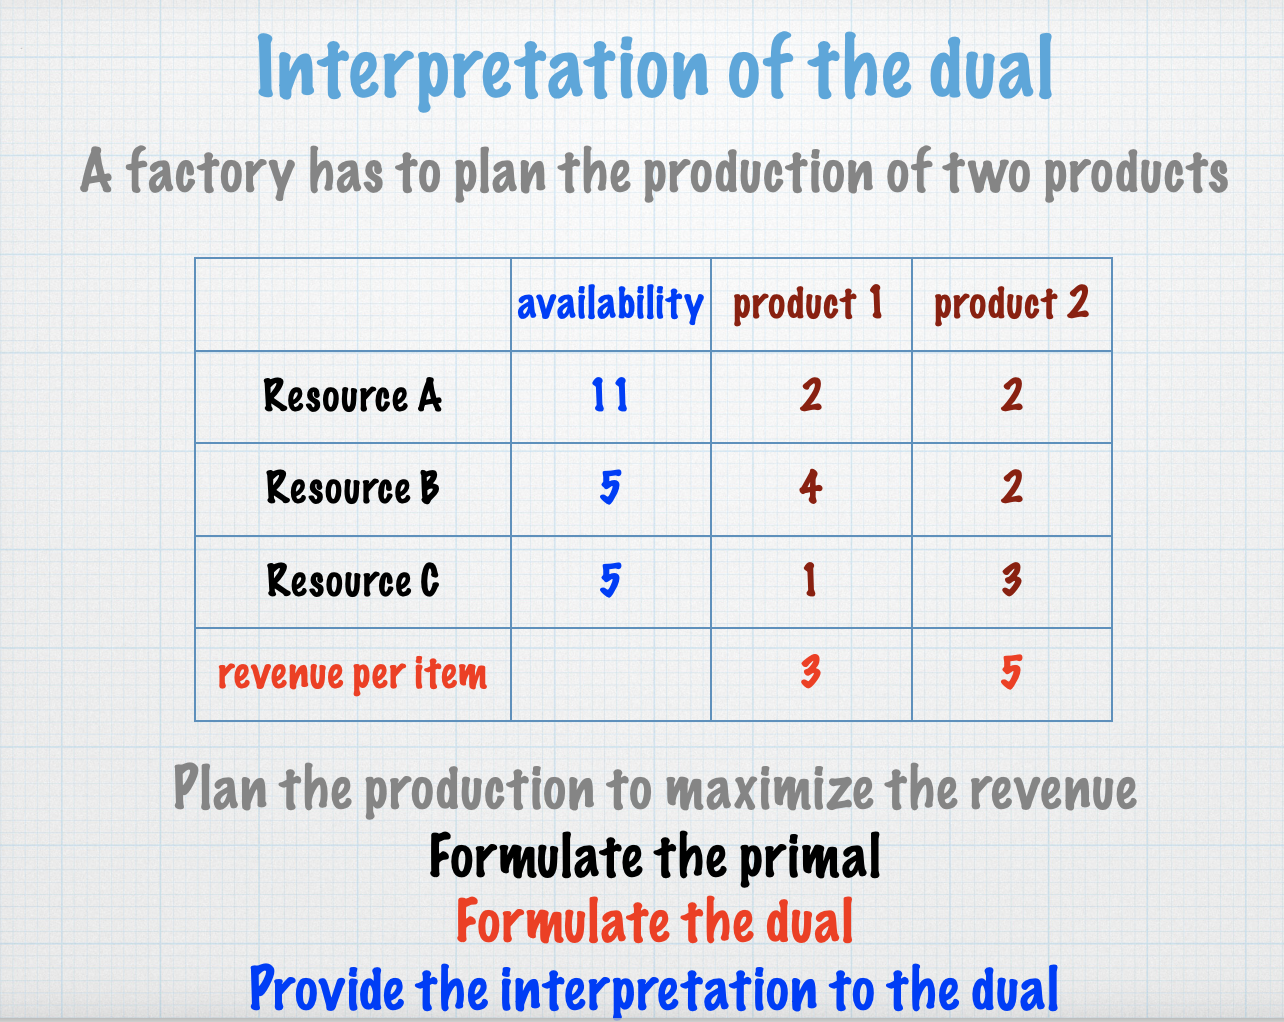 Interpretation of the dual
A factory has to plan the production of two products
availability product 1 product 2
Resource A 11 2 2
Resource B 5 4 2
Resource C 5 1 3
revenue per item 3 5
Plan the production to maximize the revenue
Formulate the primal
Formulate the dual
Provide the interpretation to the dual